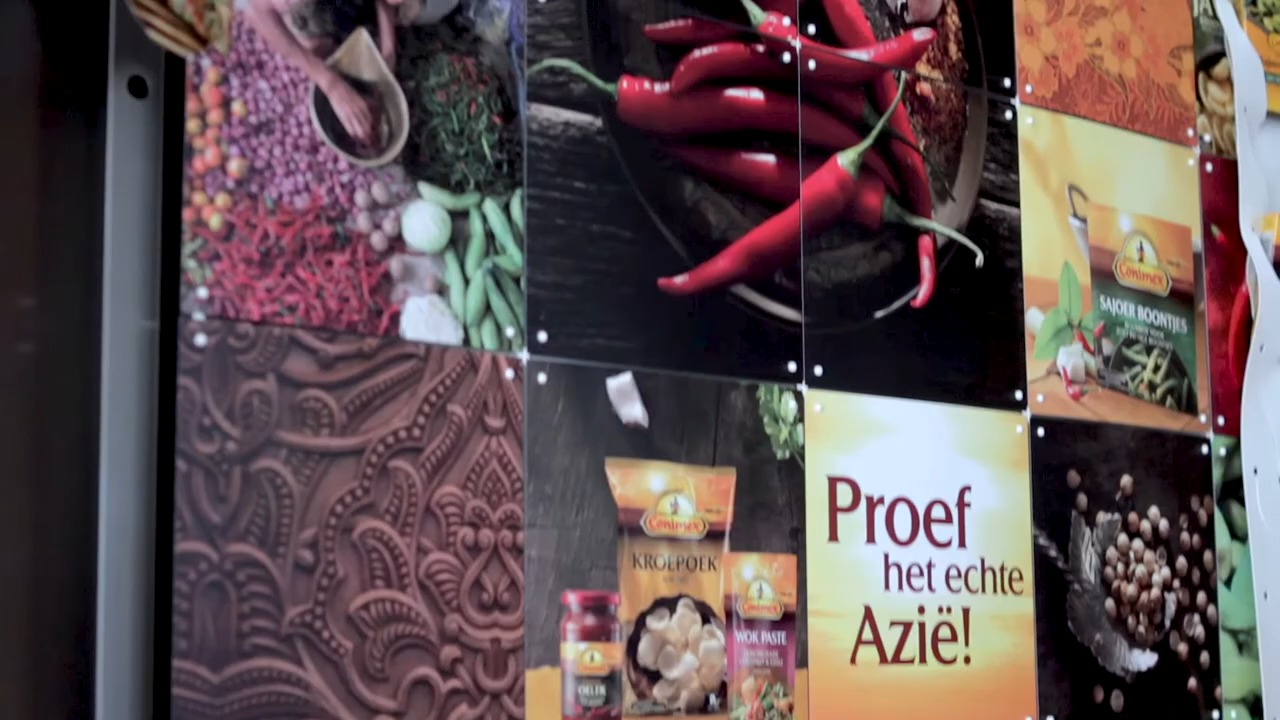 Conimex
SAJOER BOONTJES
Conimex
KROEPOEK
Conimex
WOK PASTE
OELEK
Proef
het echte
Azië!